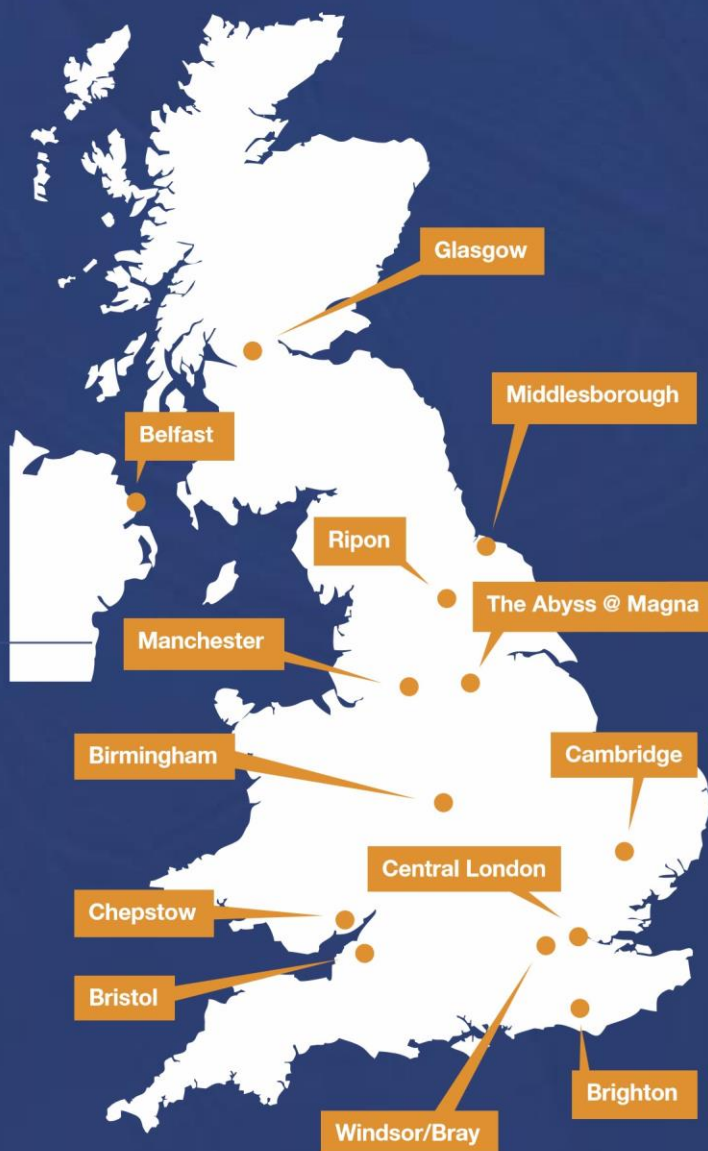 Glasgow
Middlesborough
Belfast
Ripon
The Abyss @ Magna
Manchester
Birmingham
Cambridge
Central London
Chepstow
Bristol
Brighton
Windsor/Bray